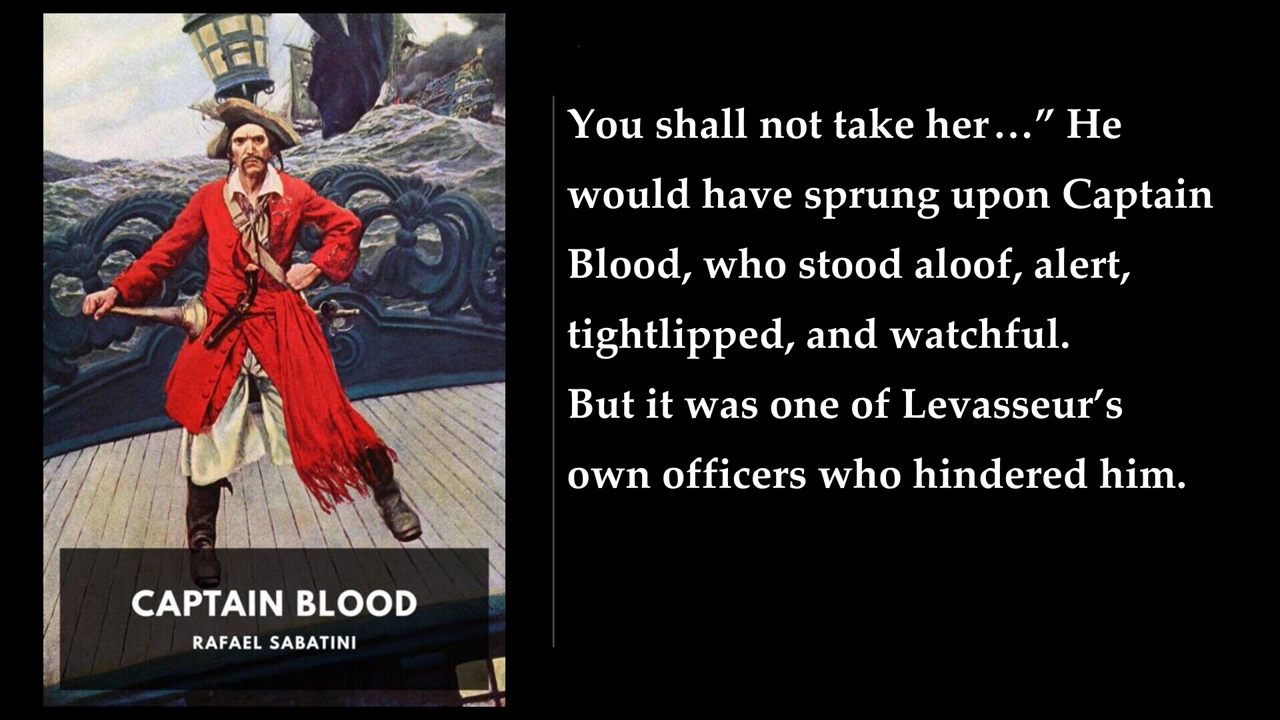 You shall not take her…” He
would have sprung upon Captain
Blood, who stood aloof, alert,
tightlipped, and watchful.
But it was one of Levasseur’s
own officers who hindered him.
CAPTAIN BLOOD
RAFAEL SABATINI